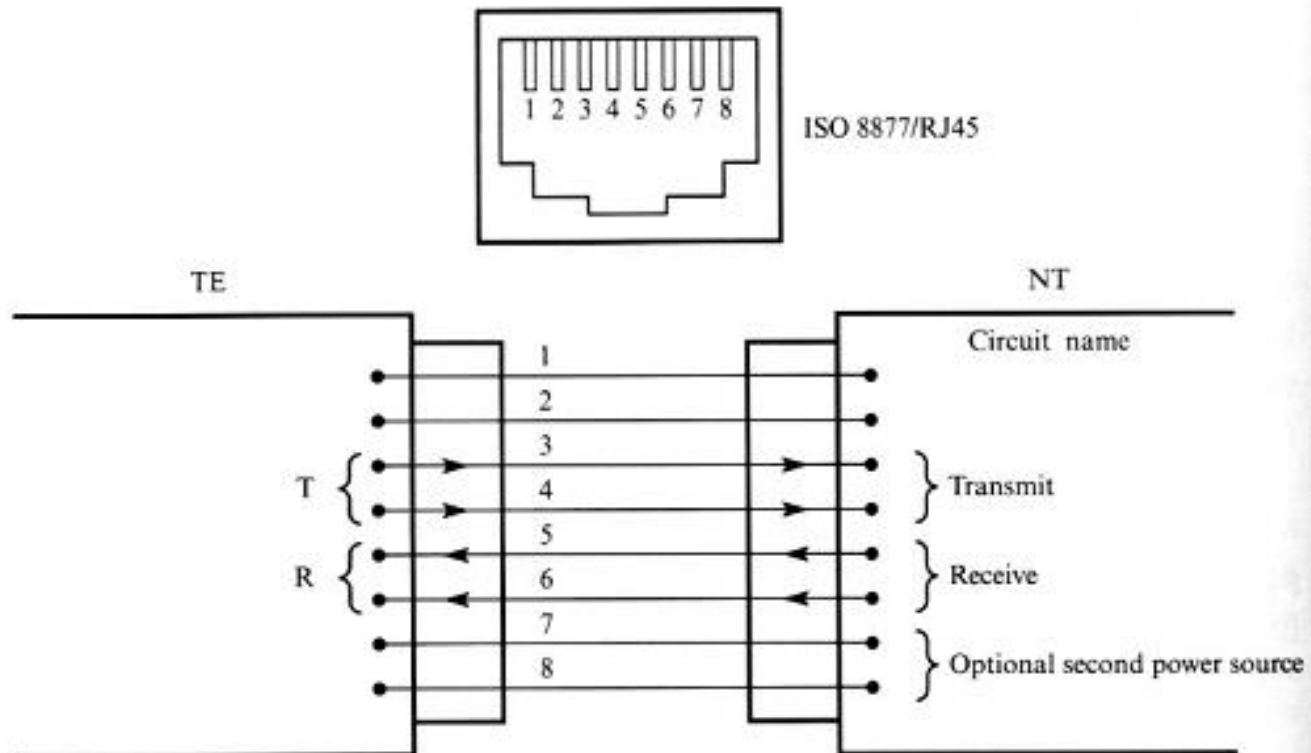 1 2 3 4 5 6 7 8
ISO 8877/RJ45
TE
NT
Circuit name
1
2
3
T
4
Transmit
5
R
6
Receive
7
8
Optional second power source